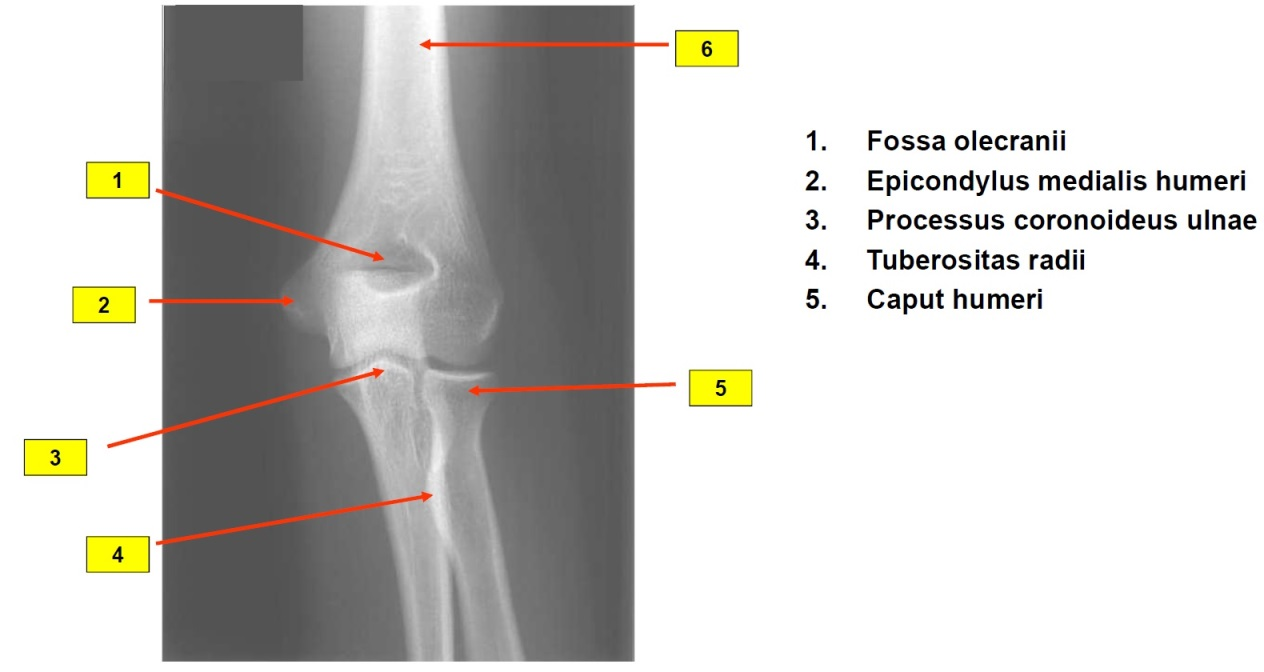 6
1
2
3
4
5
1. Fossa olecranii
2. Epicondylus medialis humeri
3. Processus coronoideus ulnae
4. Tuberositas radii
5. Caput humeri